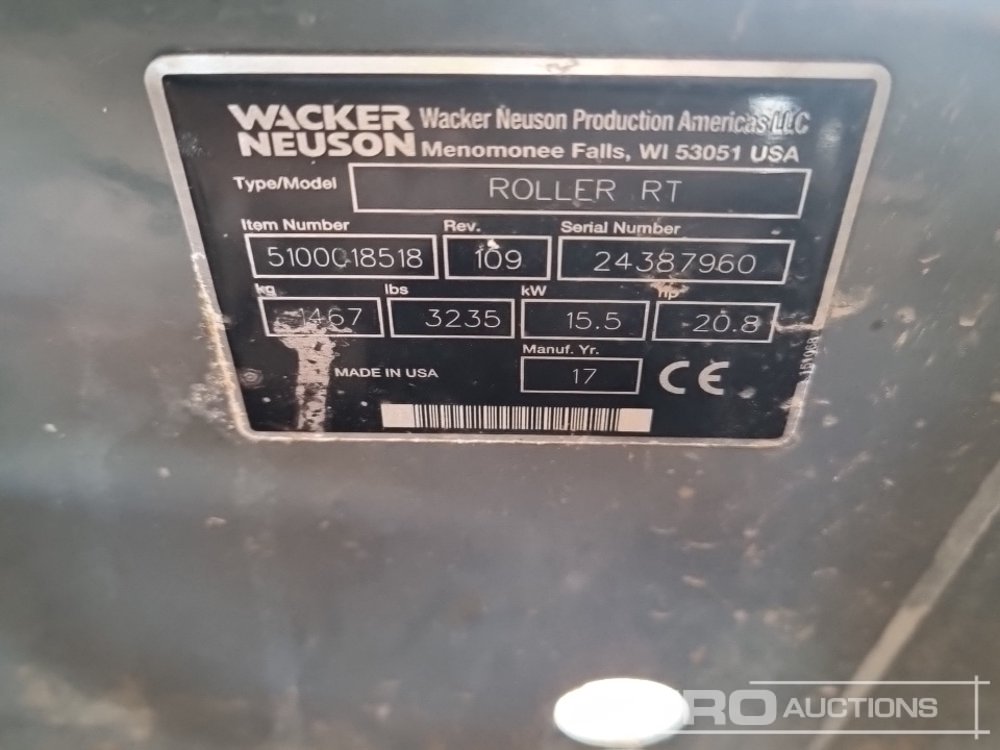 WACKER NEUSON
Wacker Neuson Production Americas LLC
Menomonee Falls, WI 53051 USA
Type/Model ROLLER RT
Item Number Rev. Serial Number
5100018518 109 24387960
kg lbs kW hp
1467 3235 15.5 20.8
Manuf. Yr.
MADE IN USA 17 CE
151968
RO AUCTIONS